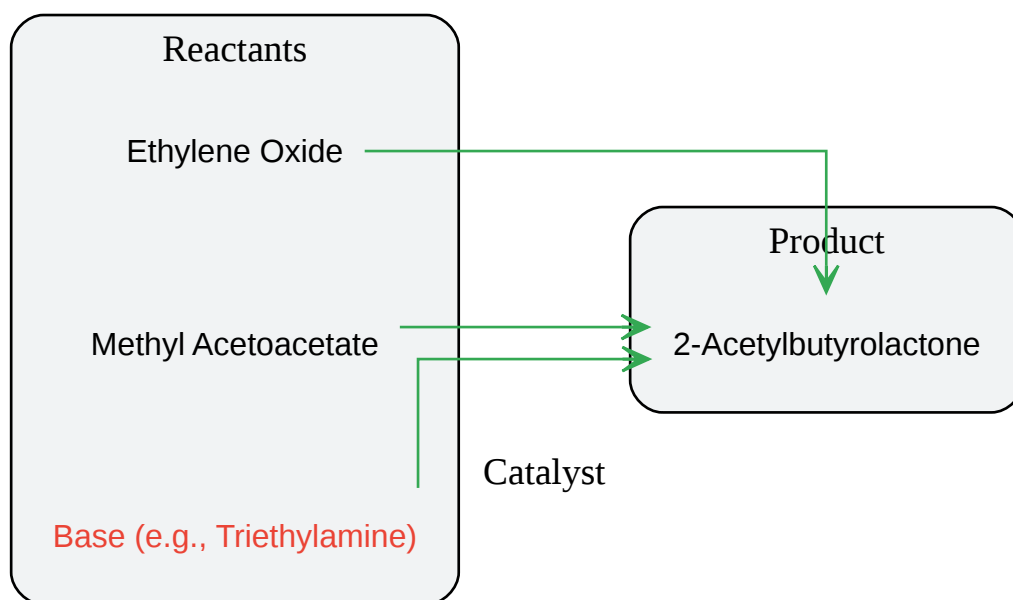 Reactants
Ethylene Oxide
Product
Methyl Acetoacetate
2-Acetylbutyrolactone
Catalyst
Base (e.g., Triethylamine)